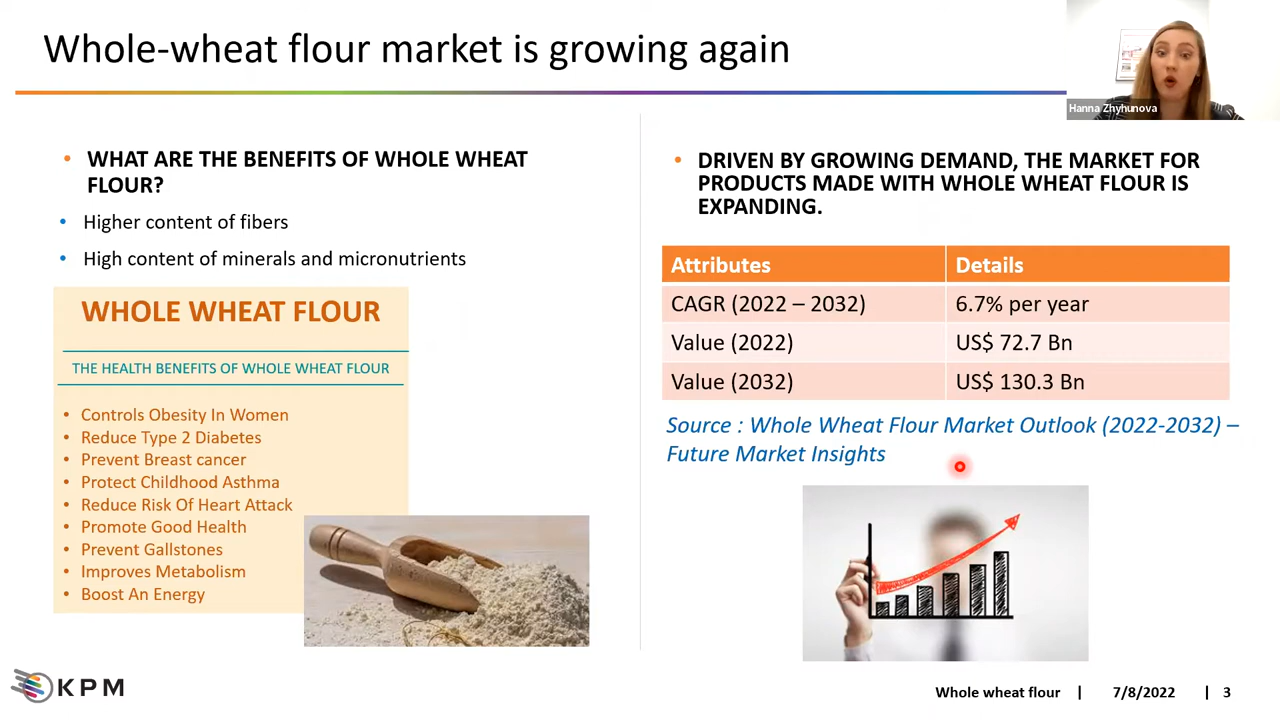 Whole-wheat flour market is growing again
Hanna Zhyhunova
• WHAT ARE THE BENEFITS OF WHOLE WHEAT
FLOUR?
• Higher content of fibers
• High content of minerals and micronutrients
WHOLE WHEAT FLOUR
THE HEALTH BENEFITS OF WHOLE WHEAT FLOUR
• Controls Obesity In Women
• Reduce Type 2 Diabetes
• Prevent Breast cancer
• Protect Childhood Asthma
• Reduce Risk Of Heart Attack
• Promote Good Health
• Prevent Gallstones
• Improves Metabolism
• Boost An Energy
• DRIVEN BY GROWING DEMAND, THE MARKET FOR
PRODUCTS MADE WITH WHOLE WHEAT FLOUR IS
EXPANDING.
Attributes Details
CAGR (2022 – 2032) 6.7% per year
Value (2022) US$ 72.7 Bn
Value (2032) US$ 130.3 Bn
Source : Whole Wheat Flour Market Outlook (2022-2032) –
Future Market Insights
KPM
Whole wheat flour | 7/8/2022 | 3